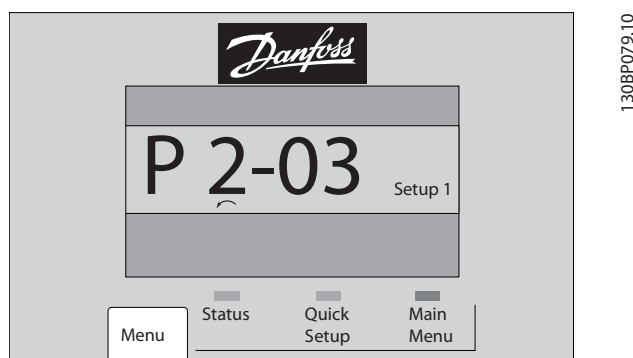 Danfoss
130BP079.10
P 2-03
Setup 1
Status
Quick
Setup
Main
Menu
Menu